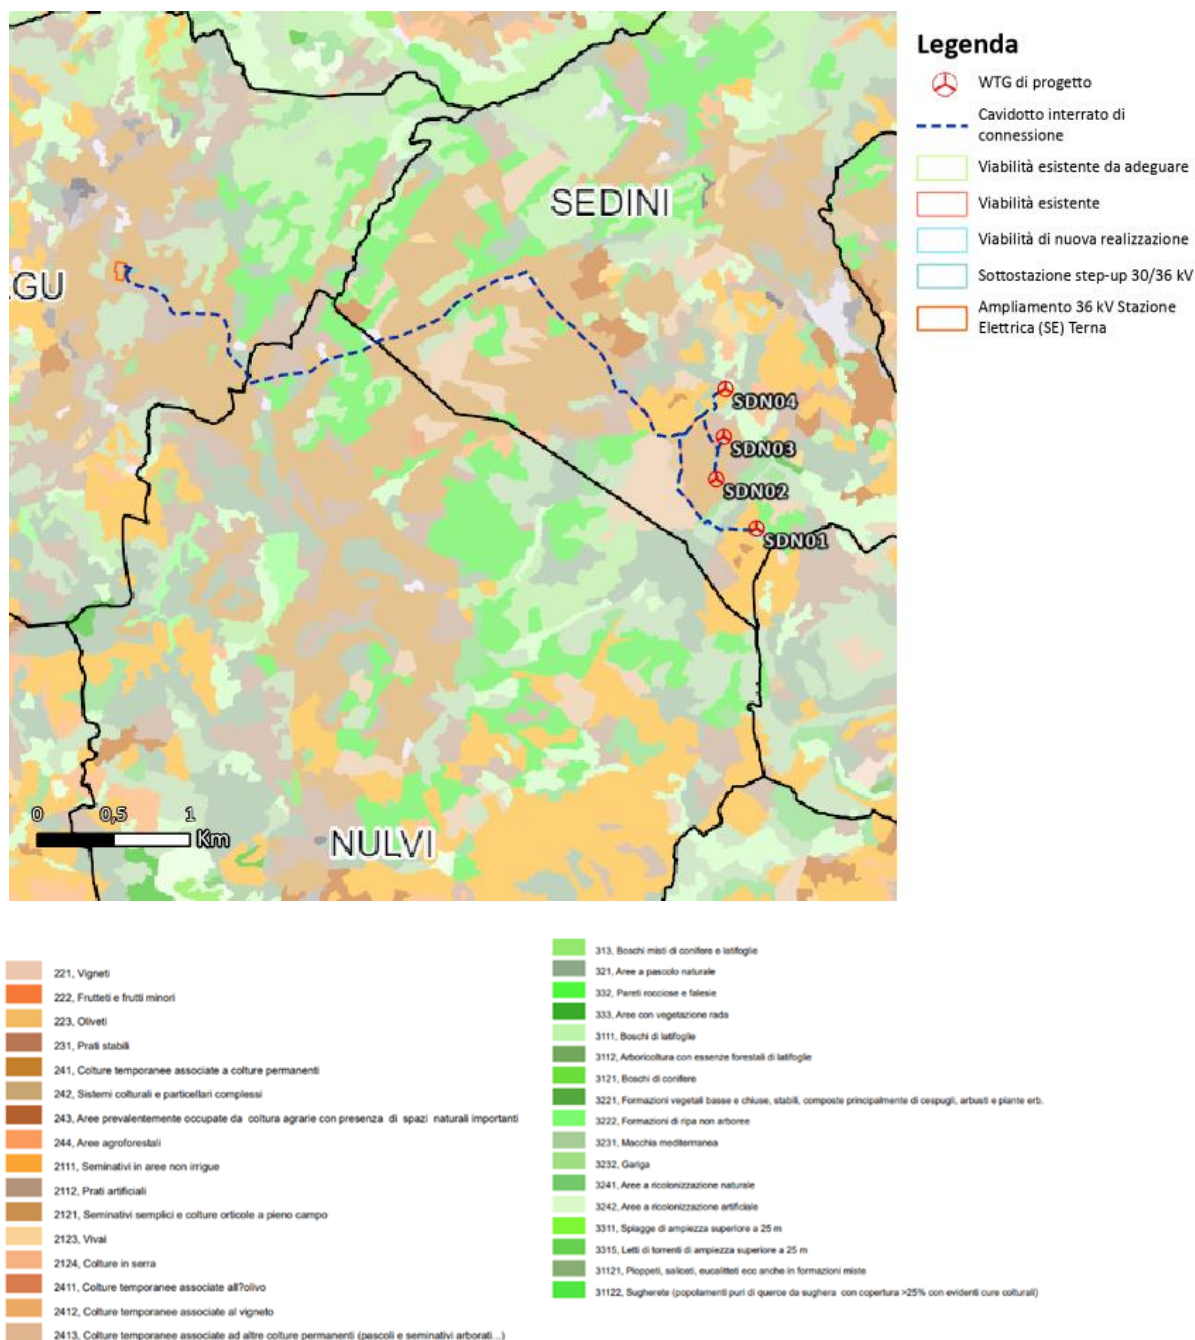 Legenda
WTG di progetto
Cavidotto interrato di
connessione
Viabilità esistente da adeguare
Viabilità esistente
Viabilità di nuova realizzazione
Sottostazione step-up 30/36 kV
Ampliamento 36 kV Stazione
Elettrica (SE) Terna
SEDINI
GU
SDN04
SDN03
SDN02
SDN01
0 0,5 1
Km
NULVI
221, Vigneti
222, Frutteti e frutti minori
223, Oliveti
231, Prati stabili
241, Colture temporanee associate a colture permanenti
242, Sistemi colturali e particellari complessi
243, Aree prevalentemente occupate da coltura agrarie con presenza di spazi naturali importanti
244, Aree agroforestali
2111, Seminativi in aree non irrigue
2112, Prati artificiali
2121, Seminativi semplici e colture orticole a pieno campo
2123, Vivai
2124, Colture in serra
2411, Colture temporanee associate all?olivo
2412, Colture temporanee associate al vigneto
2413, Colture temporanee associate ad altre colture permanenti (pascoli e seminativi arborati...)
313, Boschi misti di conifere e latifoglie
321, Aree a pascolo naturale
332, Pareti rocciose e falesie
333, Aree con vegetazione rada
3111, Boschi di latifoglie
3112, Arboricoltura con essenze forestali di latifoglie
3121, Boschi di conifere
3221, Formazioni vegetali basse e chiuse, stabili, composte principalmente di cespugli, arbusti e piante erb.
3222, Formazioni di ripa non arboree
3231, Macchia mediterranea
3232, Gariga
3241, Aree a ricolonizzazione naturale
3242, Aree a ricolonizzazione artificiale
3311, Spiagge di ampiezza superiore a 25 m
3315, Letti di torrenti di ampiezza superiore a 25 m
31121, Pioppeti, saliceti, eucalitteti ecc anche in formazioni miste
31122, Sugherete (popolamenti puri di querce da sughera con copertura >25% con evidenti cure colturali)